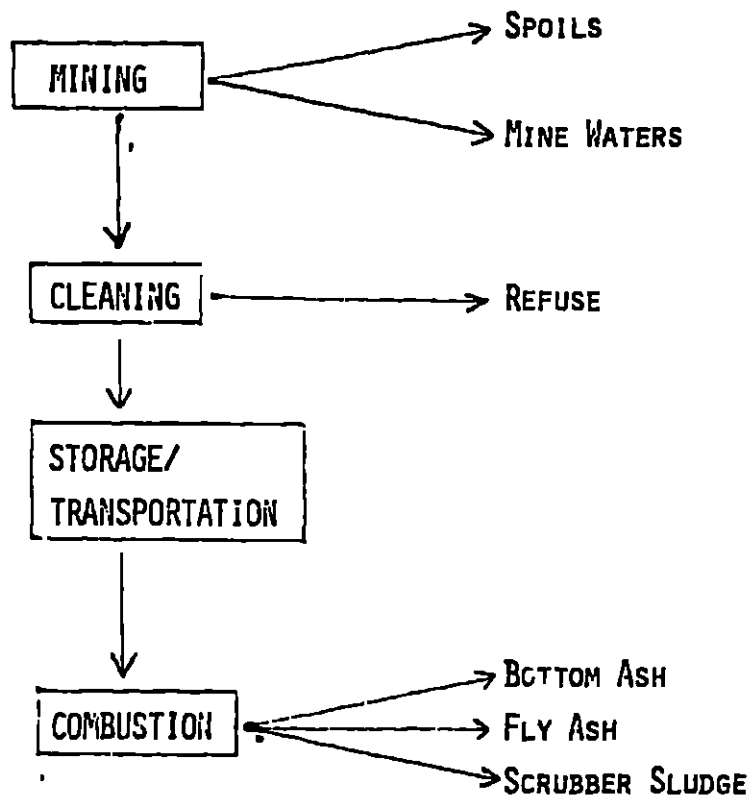 SPOILS
MINING
MINE WATERS
CLEANING
REFUSE
STORAGE/
TRANSPORTATION
BOTTOM ASH
COMBUSTION
FLY ASH
SCRUBBER SLUDGE